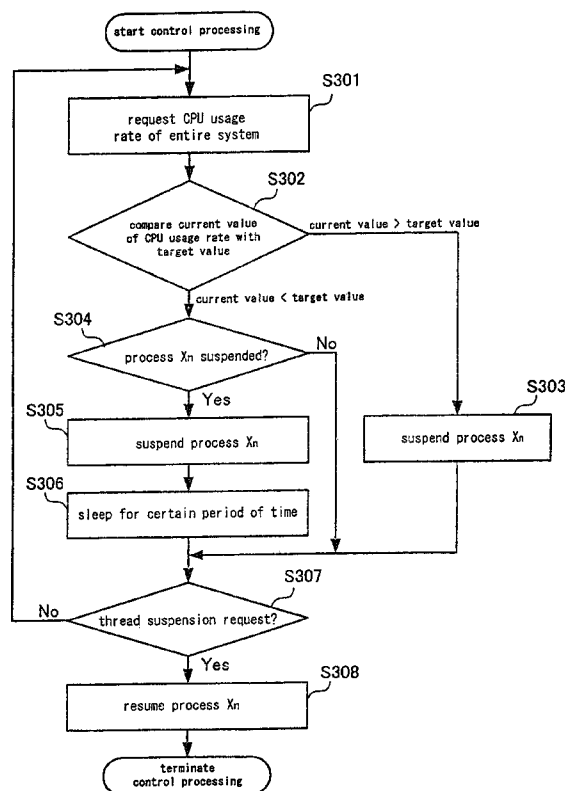 start control processing
S301
request CPU usage
rate of entire system
S302
compare current value
of CPU usage rate with
target value
current value > target value
current value < target value
S304
process Xn suspended?
No
Yes
S305
suspend process Xn
S303
suspend process Xn
S306
sleep for certain period of time
S307
No
thread suspension request?
Yes
S308
resume process Xn
terminate
control processing